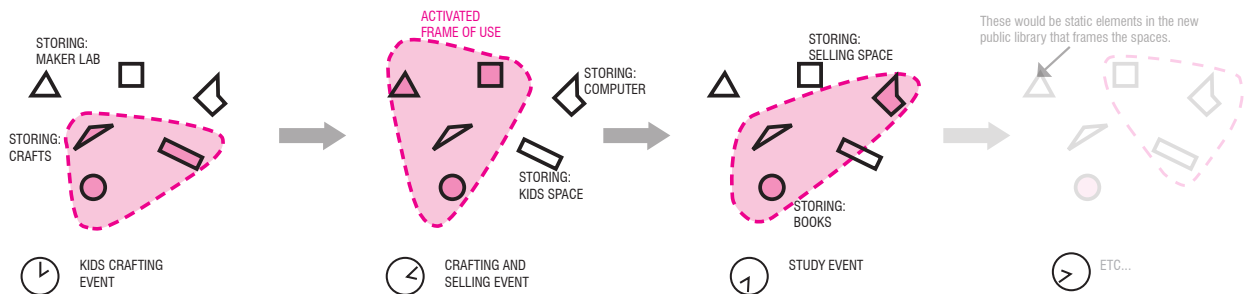 STORING:
MAKER LAB
STORING:
CRAFTS
KIDS CRAFTING
EVENT
ACTIVATED
FRAME OF USE
STORING:
COMPUTER
STORING:
KIDS SPACE
CRAFTING AND
SELLING EVENT
STORING:
SELLING SPACE
STORING:
BOOKS
STUDY EVENT
These would be static elements in the new
public library that frames the spaces.
ETC...